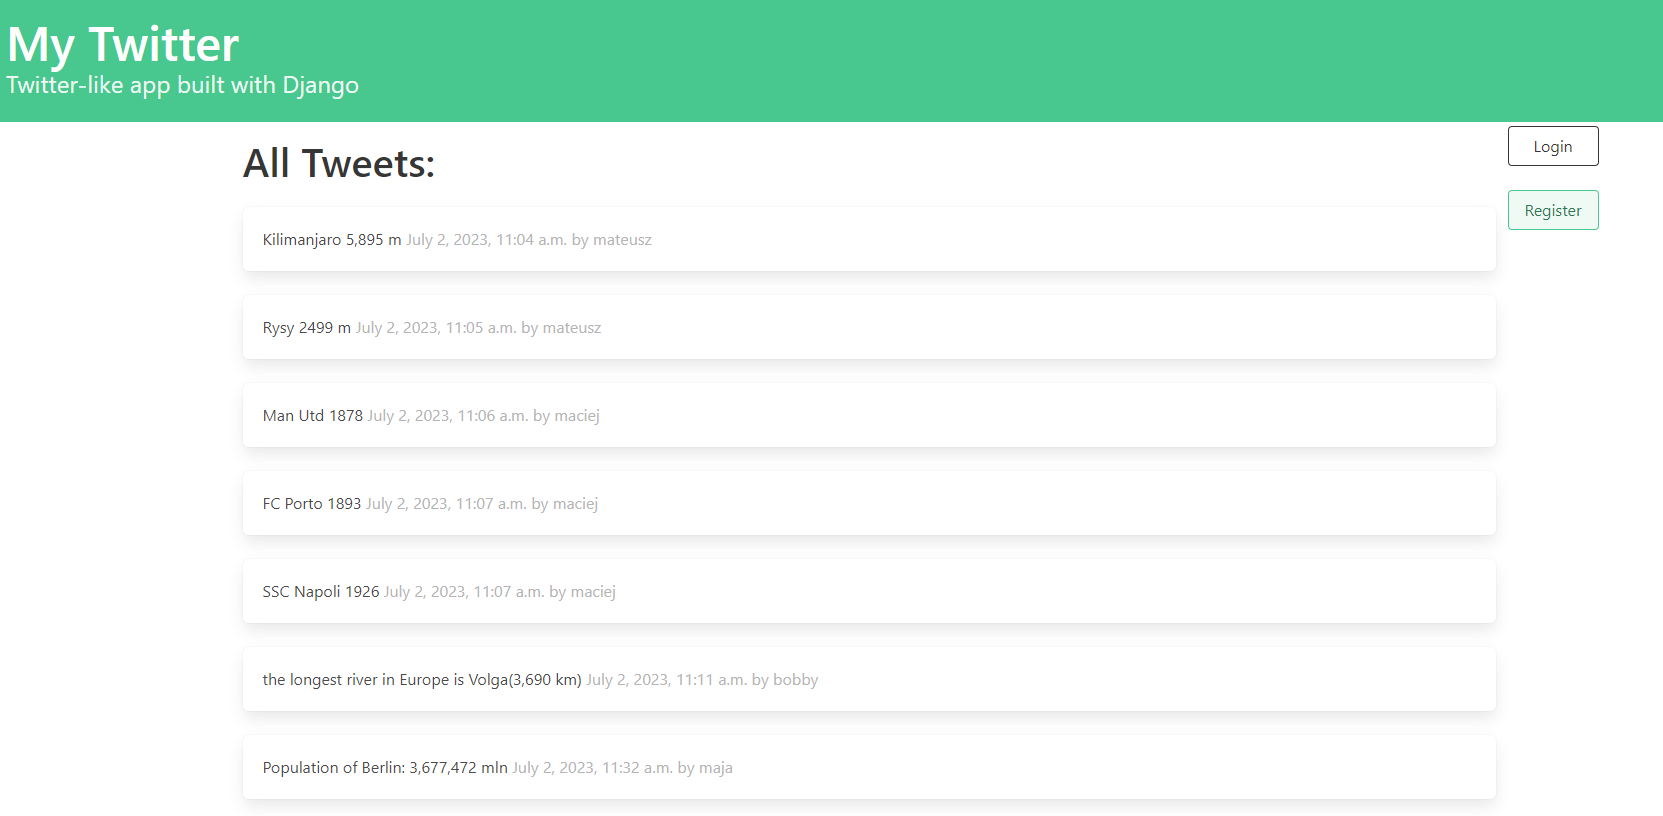 My Twitter
Twitter-like app built with Django
Login
All Tweets:
Register
Kilimanjaro 5,895 m July 2, 2023, 11:04 a.m. by mateusz
Rysy 2499 m July 2, 2023, 11:05 a.m. by mateusz
Man Utd 1878 July 2, 2023, 11:06 a.m. by maciej
FC Porto 1893 July 2, 2023, 11:07 a.m. by maciej
SSC Napoli 1926 July 2, 2023, 11:07 a.m. by maciej
the longest river in Europe is Volga(3,690 km) July 2, 2023, 11:11 a.m. by bobby
Population of Berlin: 3,677,472 mln July 2, 2023, 11:32 a.m. by maja